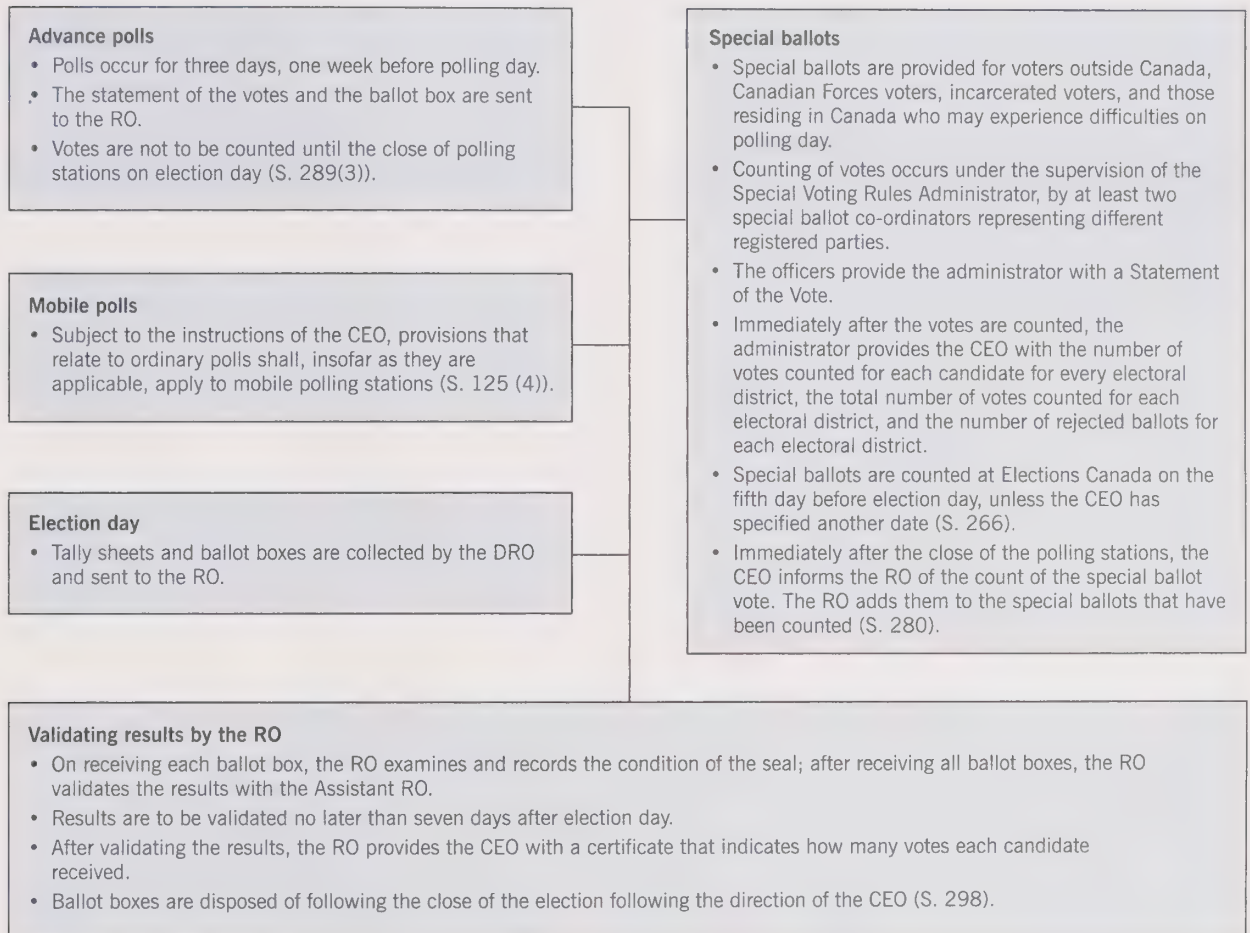 Advance polls
• Polls occur for three days, one week before polling day.
• The statement of the votes and the ballot box are sent
to the RO.
• Votes are not to be counted until the close of polling
stations on election day (S. 289(3)).
Mobile polls
• Subject to the instructions of the CEO, provisions that
relate to ordinary polls shall, insofar as they are
applicable, apply to mobile polling stations (S. 125 (4)).
Election day
• Tally sheets and ballot boxes are collected by the DRO
and sent to the RO.
Special ballots
• Special ballots are provided for voters outside Canada,
Canadian Forces voters, incarcerated voters, and those
residing in Canada who may experience difficulties on
polling day.
• Counting of votes occurs under the supervision of the
Special Voting Rules Administrator, by at least two
special ballot co-ordinators representing different
registered parties.
• The officers provide the administrator with a Statement
of the Vote.
• Immediately after the votes are counted, the
administrator provides the CEO with the number of
votes counted for each candidate for every electoral
district, the total number of votes counted for each
electoral district, and the number of rejected ballots for
each electoral district.
• Special ballots are counted at Elections Canada on the
fifth day before election day, unless the CEO has
specified another date (S. 266).
• Immediately after the close of the polling stations, the
CEO informs the RO of the count of the special ballot
vote. The RO adds them to the special ballots that have
been counted (S. 280).
Validating results by the RO
• On receiving each ballot box, the RO examines and records the condition of the seal; after receiving all ballot boxes, the RO
validates the results with the Assistant RO.
• Results are to be validated no later than seven days after election day.
• After validating the results, the RO provides the CEO with a certificate that indicates how many votes each candidate
received.
• Ballot boxes are disposed of following the close of the election following the direction of the CEO (S. 298).